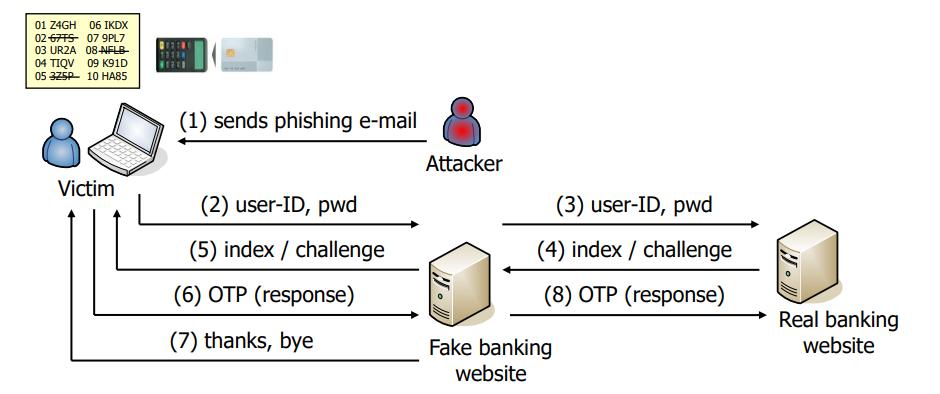 01 Z4GH 06 IKDX
02 67TS 07 9PL7
03 UR2A 08 NFLB
04 TIQV 09 K91D
05 3Z5P 10 HA85
(1) sends phishing e-mail
Attacker
Victim
(2) user-ID, pwd
(3) user-ID, pwd
(5) index / challenge
(4) index / challenge
(6) OTP (response)
(8) OTP (response)
(7) thanks, bye
Fake banking
website
Real banking
website